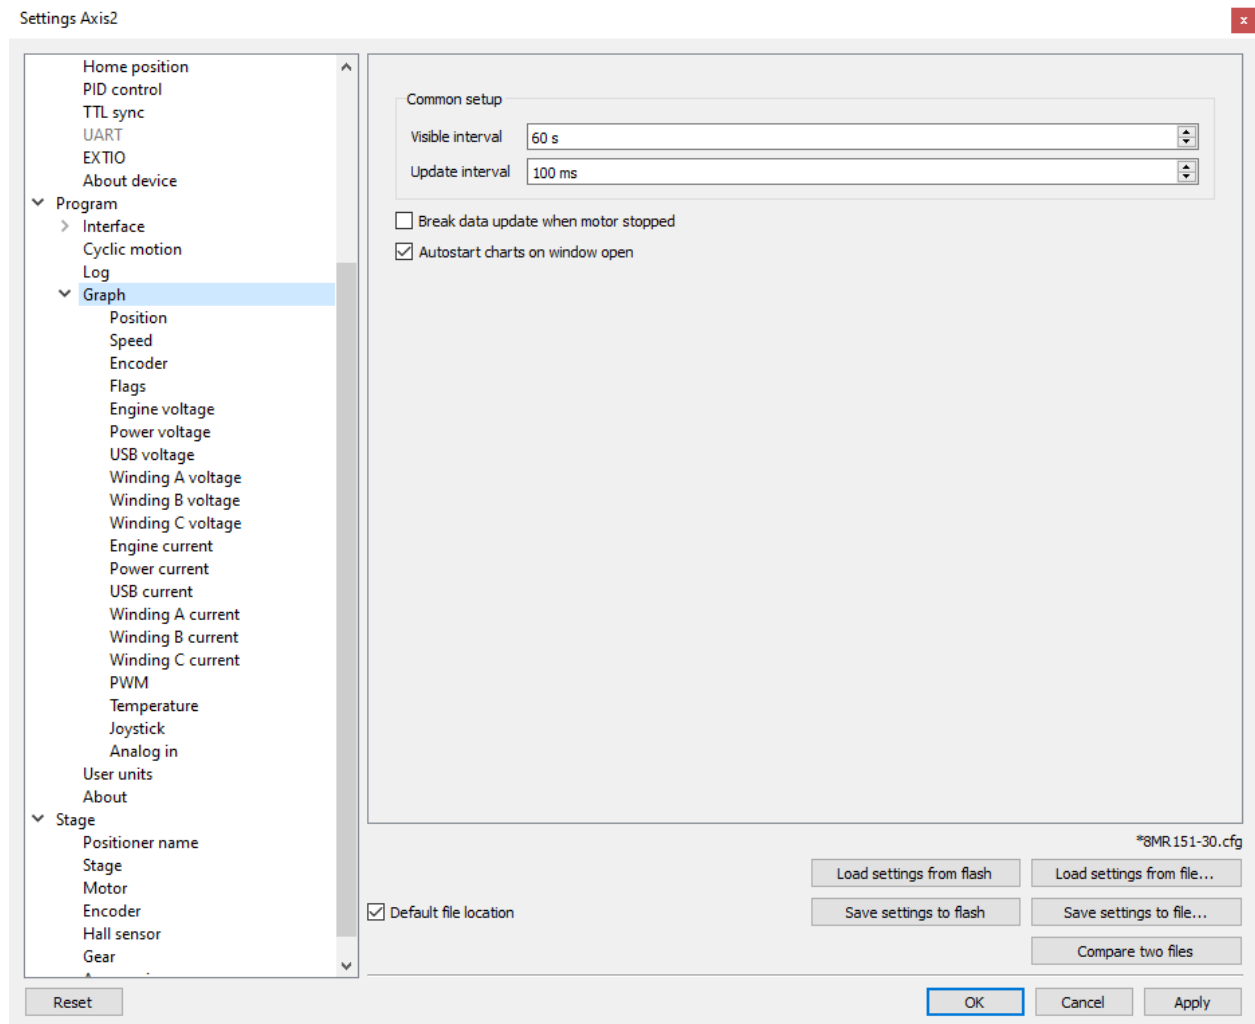 Settings Axis2
x
Home position
PID control
TTL sync
UART
EXTIO
About device
Program
Interface
Cyclic motion
Log
Graph
Position
Speed
Encoder
Flags
Engine voltage
Power voltage
USB voltage
Winding A voltage
Winding B voltage
Winding C voltage
Engine current
Power current
USB current
Winding A current
Winding B current
Winding C current
PWM
Temperature
Joystick
Analog in
User units
About
Stage
Positioner name
Stage
Motor
Encoder
Hall sensor
Gear
Common setup
Visible interval 60 s
Update interval 100 ms
Break data update when motor stopped
Autostart charts on window open
*8MR151-30.cfg
Load settings from flash Load settings from file...
Default file location Save settings to flash Save settings to file...
Compare two files
Reset OK Cancel Apply